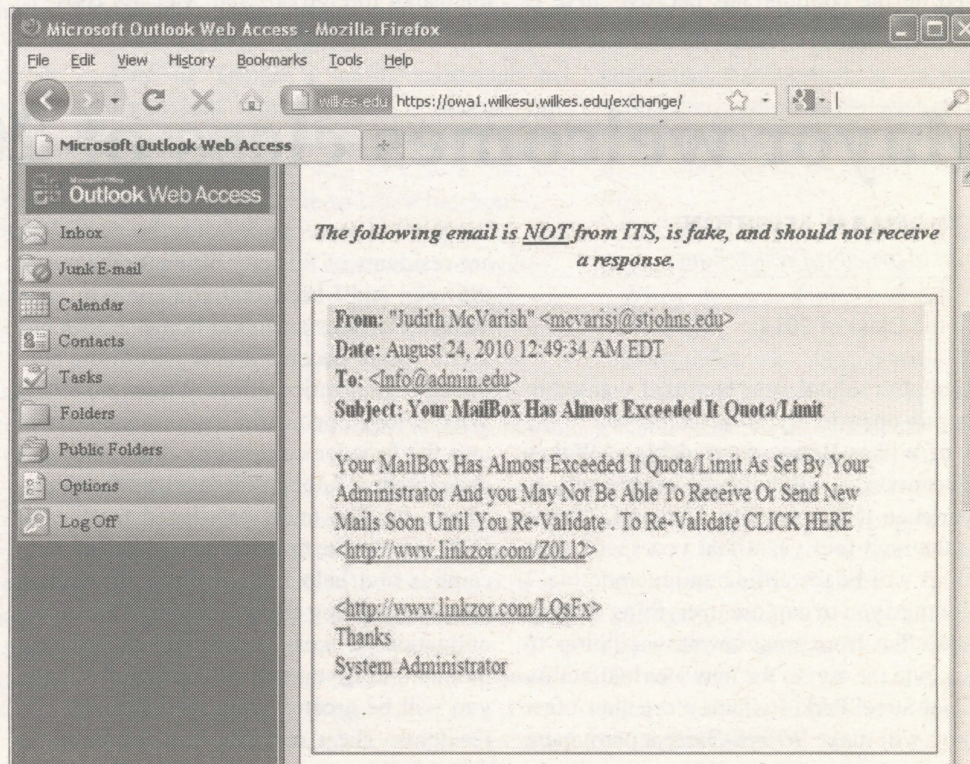 Microsoft Outlook Web Access - Mozilla Firefox
File Edit View History Bookmarks Tools Help
wilkes.edu https://owa1.wilkesu.wilkes.edu/exchange/
Microsoft Outlook Web Access
Microsoft Office
Outlook Web Access
Inbox
Junk E-mail
Calendar
Contacts
Tasks
Folders
Public Folders
Options
Log Off
The following email is NOT from ITS, is fake, and should not receive
a response.
From: "Judith McVarish" <mcvarisj@stjohns.edu>
Date: August 24, 2010 12:49:34 AM EDT
To: <Info@admin.edu>
Subject: Your MailBox Has Almost Exceeded It Quota/Limit
Your MailBox Has Almost Exceeded It Quota/Limit As Set By Your
Administrator And you May Not Be Able To Receive Or Send New
Mails Soon Until You Re-Validate . To Re-Validate CLICK HERE
<http://www.linkzor.com/Z0Ll2>
<http://www.linkzor.com/LQsFx>
Thanks
System Administrator